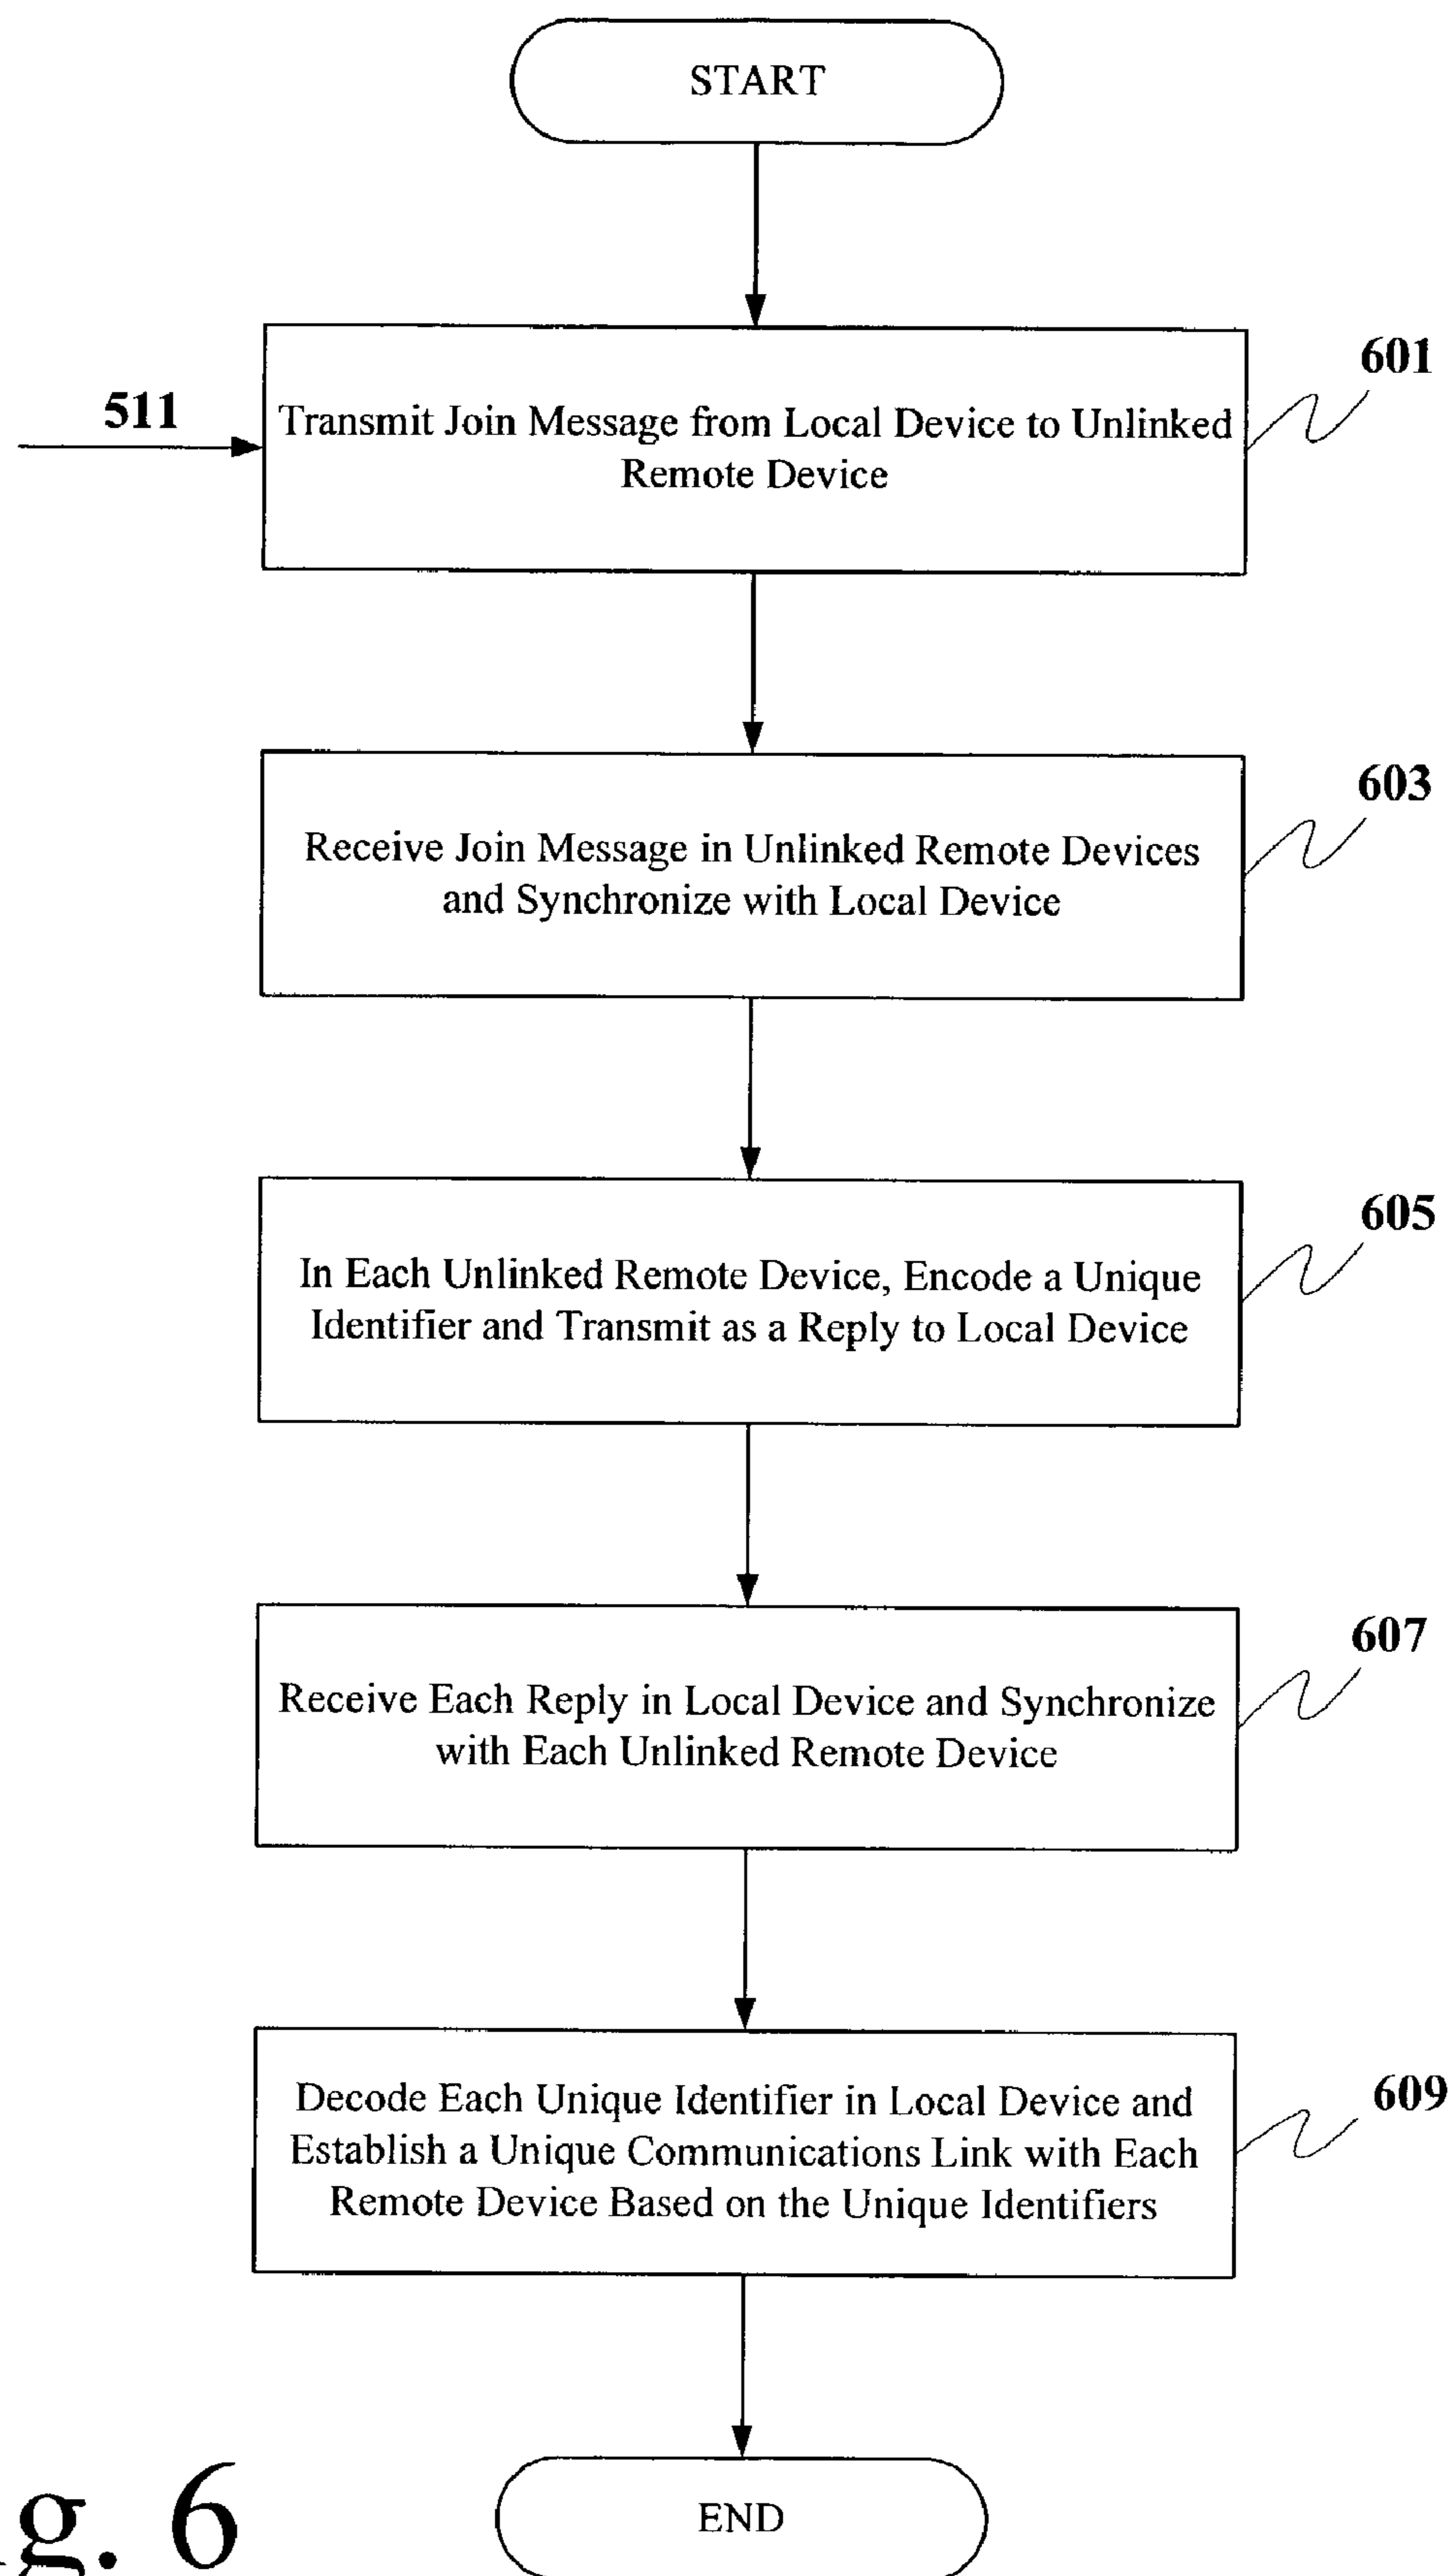 START
601
511
Transmit Join Message from Local Device to Unlinked
Remote Device
603
Receive Join Message in Unlinked Remote Devices
and Synchronize with Local Device
605
In Each Unlinked Remote Device, Encode a Unique
Identifier and Transmit as a Reply to Local Device
607
Receive Each Reply in Local Device and Synchronize
with Each Unlinked Remote Device
609
Decode Each Unique Identifier in Local Device and
Establish a Unique Communications Link with Each
Remote Device Based on the Unique Identifiers
END
g. 6